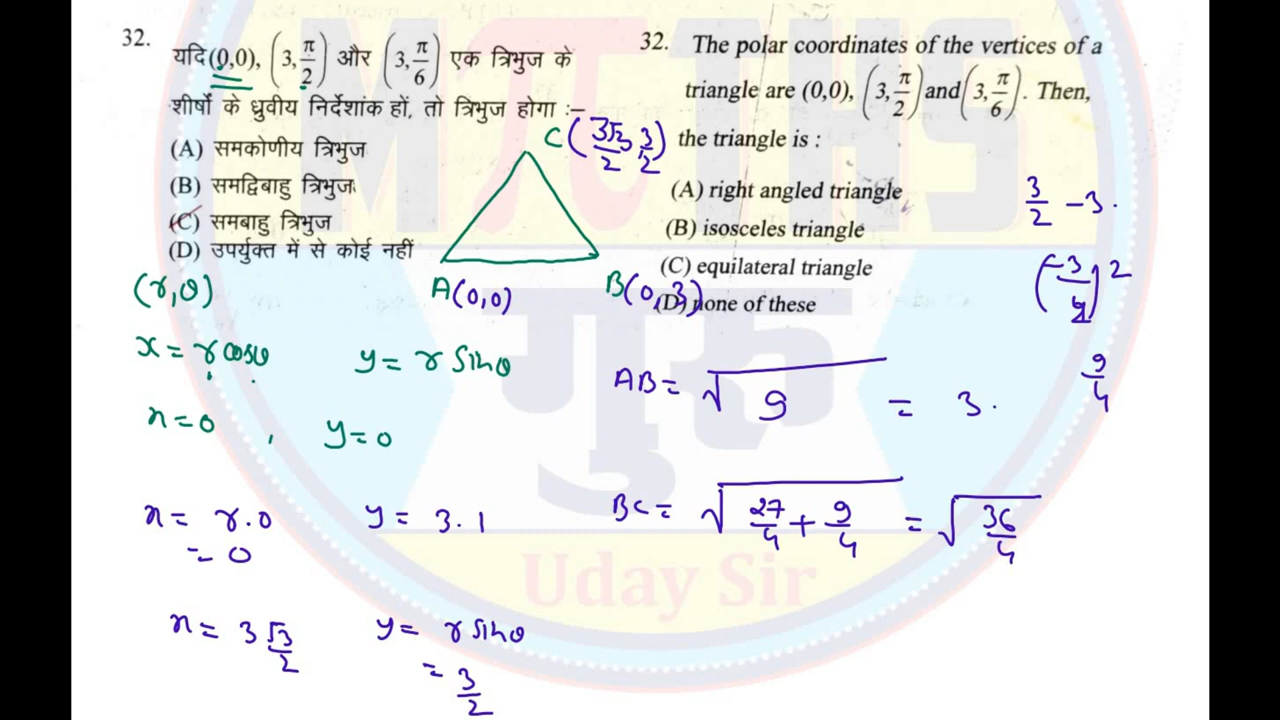 32.
यदि (0,0), (3, π/2) और (3, π/6) एक त्रिभुज के
शीर्षों के ध्रुवीय निर्देशांक हों, तो त्रिभुज होगा :–
(A) समकोणीय त्रिभुज
(B) समद्विबाहु त्रिभुज
(C) समबाहु त्रिभुज
(D) उपर्युक्त में से कोई नहीं
32. The polar coordinates of the vertices of a
triangle are (0,0), (3, π/2) and (3, π/6). Then,
the triangle is :
(A) right angled triangle
(B) isosceles triangle
(C) equilateral triangle
(D) none of these
C (3√3/2, 3/2)
A(0,0)
B(0,3)
(r,θ)
x = r cosθ y = r sinθ
x = 0 , y = 0
x = r.0 y = 3.1
= 0
x = 3 √3/2 y = r sinθ
= 3/2
3/2 - 3.
(-3/2)2
9/4
AB = √9 = 3.
BC = √27/4 + 9/4 = √36/4
MATHS
गुरु
Uday Sir